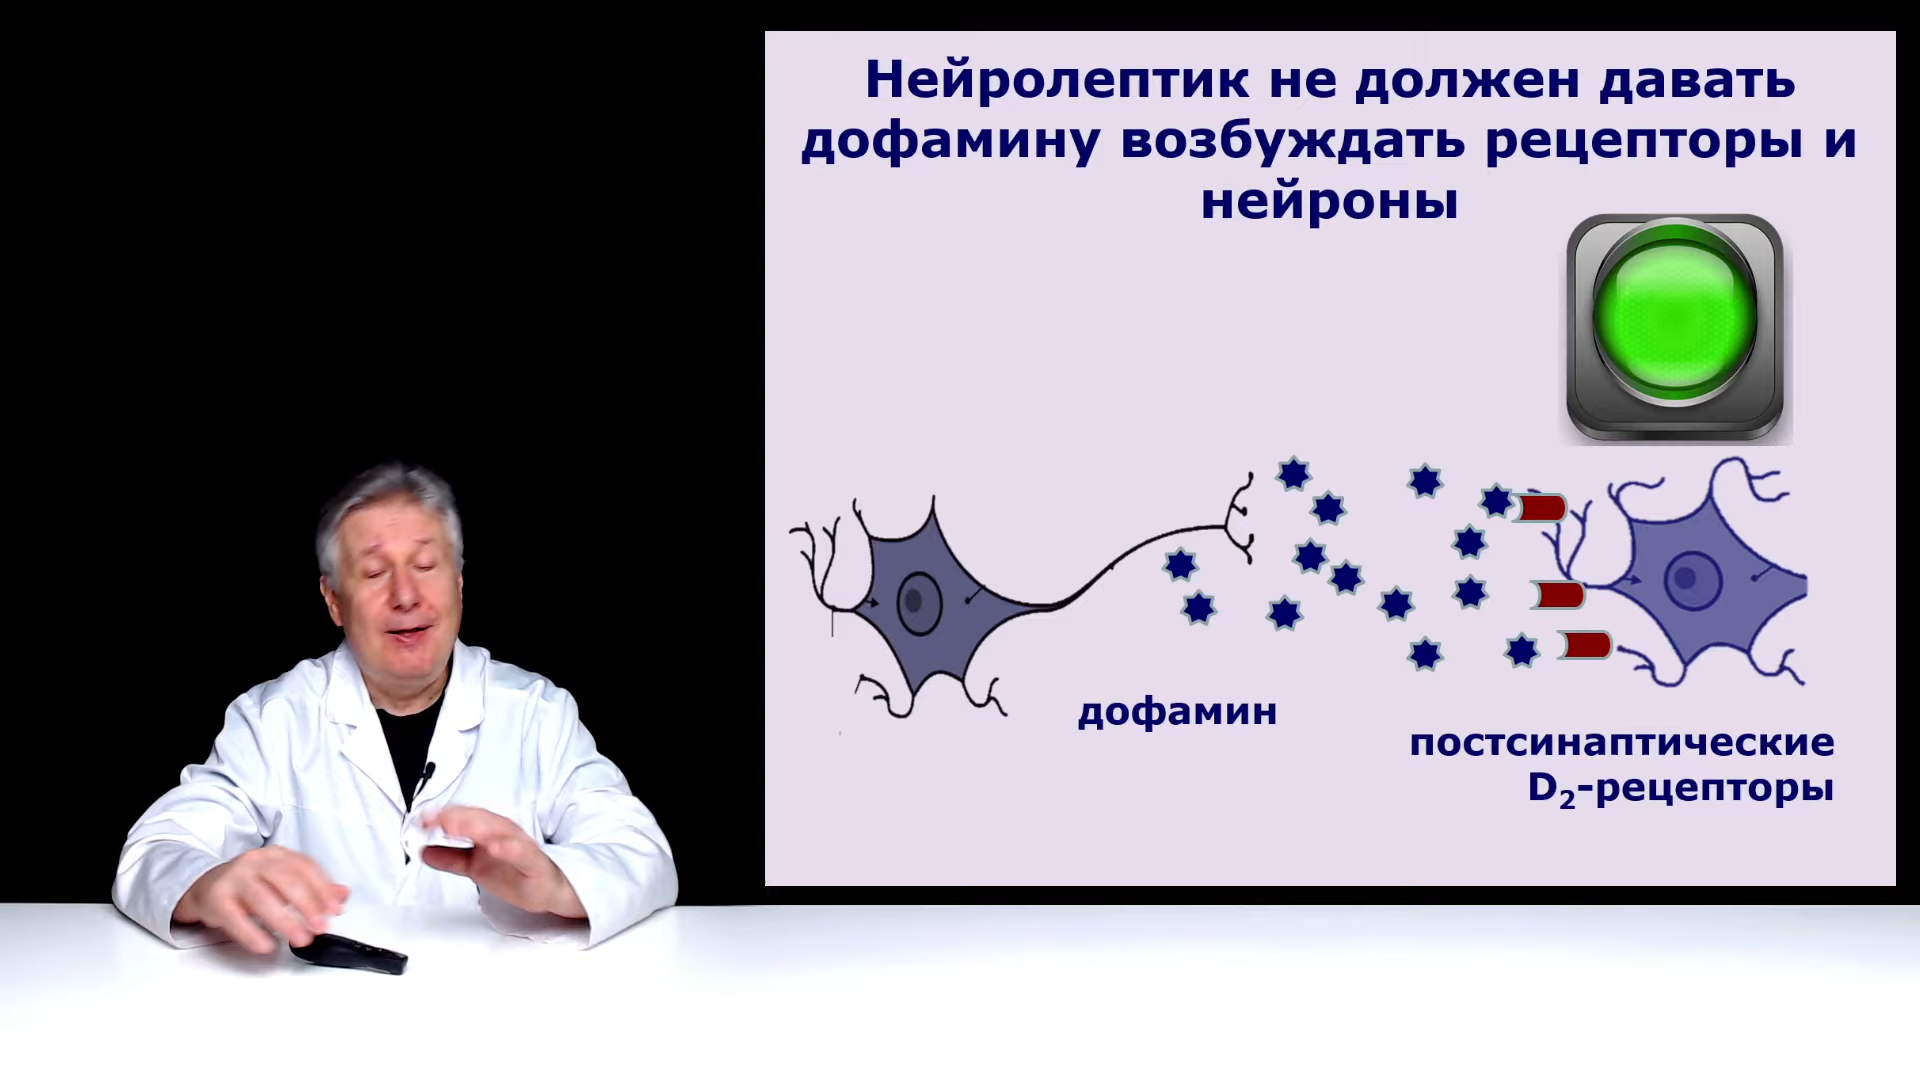 Нейролептик не должен давать
дофамину возбуждать рецепторы и
нейроны
дофамин
постсинаптические
D₂-рецепторы